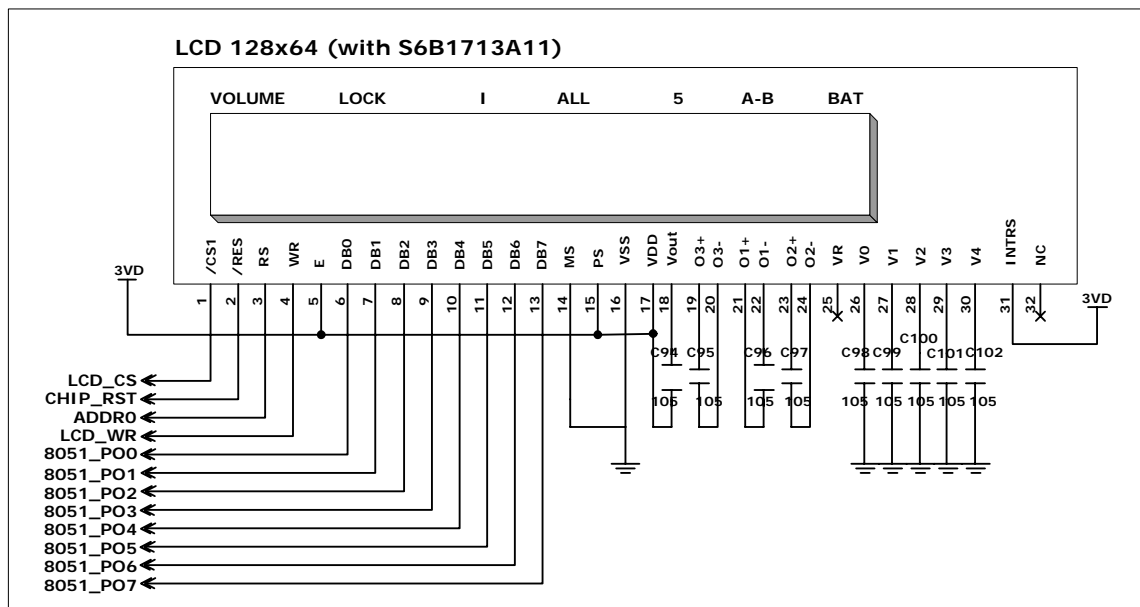 LCD 128x64 (with S6B1713A11)
VOLUME LOCK I ALL 5 A-B BAT
/CS1 /RES RS WR E DB0 DB1 DB2 DB3 DB4 DB5 DB6 DB7 MS PS VSS VDD Vout O3+ O3- O1+ O1- O2+ O2- VR V0 V1 V2 V3 V4 INTRS NC
3VD
1 2 3 4 5 6 7 8 9 10 11 12 13 14 15 16 17 18 19 20 21 22 23 24 25 26 27 28 29 30 31 32
3VD
C100
C94 C95 C96 C97 C98 C99 C101 C102
105 105 105 105 105 105 105 105 105
LCD_CS
CHIP_RST
ADDR0
LCD_WR
8051_PO0
8051_PO1
8051_PO2
8051_PO3
8051_PO4
8051_PO5
8051_PO6
8051_PO7